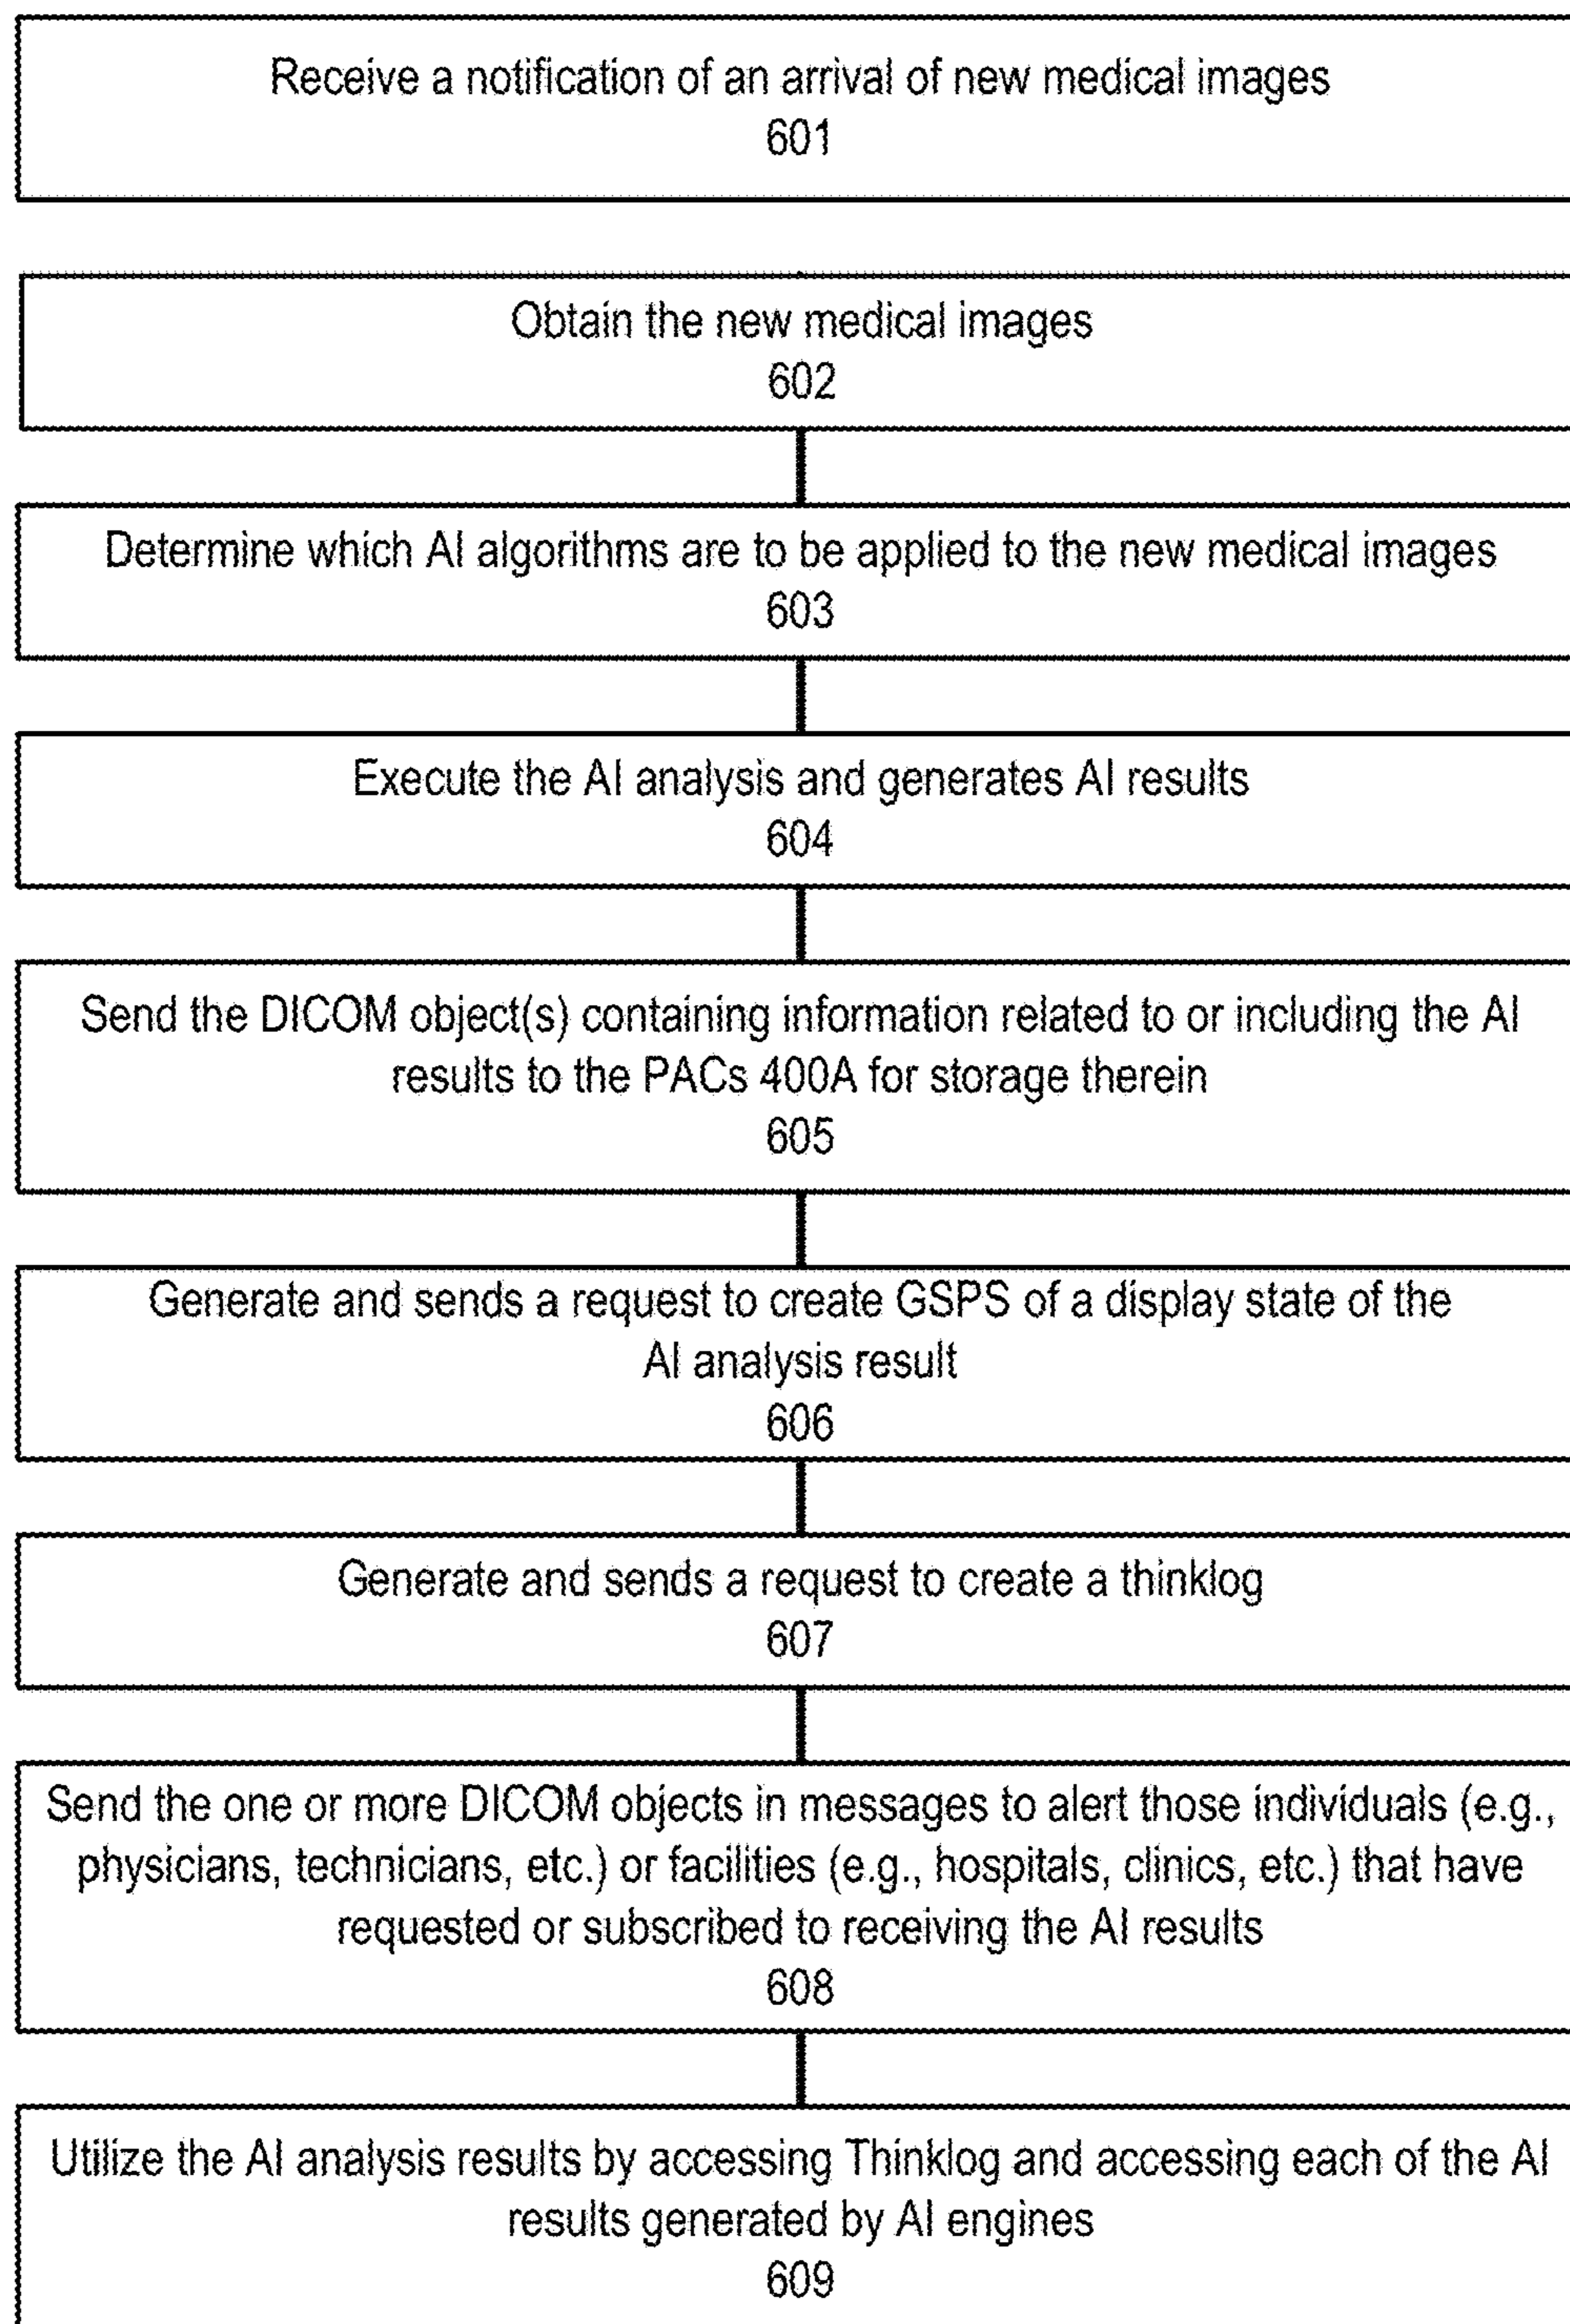 Receive a notification of an arrival of new medical images
601
Obtain the new medical images
602
Determine which AI algorithms are to be applied to the new medical images
603
Execute the AI analysis and generates AI results
604
Send the DICOM object(s) containing information related to or including the AI
results to the PACs 400A for storage therein
605
Generate and sends a request to create GSPS of a display state of the
AI analysis result
606
Generate and sends a request to create a thinklog
607
Send the one or more DICOM objects in messages to alert those individuals (e.g.,
physicians, technicians, etc.) or facilities (e.g., hospitals, clinics, etc.) that have
requested or subscribed to receiving the AI results
608
Utilize the AI analysis results by accessing Thinklog and accessing each of the AI
results generated by AI engines
609